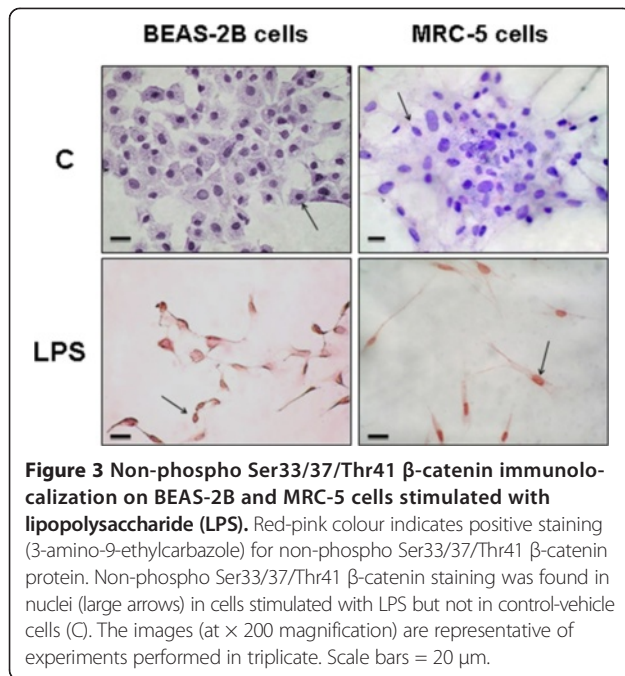 BEAS-2B cells MRC-5 cells
C
LPS
Figure 3 Non-phospho Ser33/37/Thr41 β-catenin immunolo-
calization on BEAS-2B and MRC-5 cells stimulated with
lipopolysaccharide (LPS). Red-pink colour indicates positive staining
(3-amino-9-ethylcarbazole) for non-phospho Ser33/37/Thr41 β-catenin
protein. Non-phospho Ser33/37/Thr41 β-catenin staining was found in
nuclei (large arrows) in cells stimulated with LPS but not in control-vehicle
cells (C). The images (at × 200 magnification) are representative of
experiments performed in triplicate. Scale bars = 20 μm.